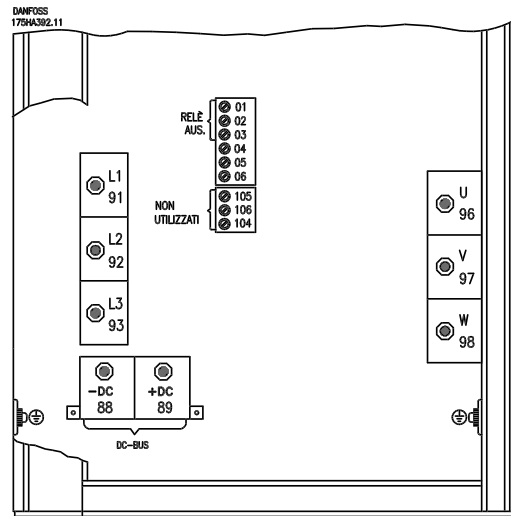 DANFOSS
175HA392.11
RELÈ
AUS.
01
02
03
04
05
06
NON
UTILIZZATI
105
106
104
L1
91
L2
92
L3
93
U
96
V
97
W
98
−DC
88
+DC
89
DC−BUS